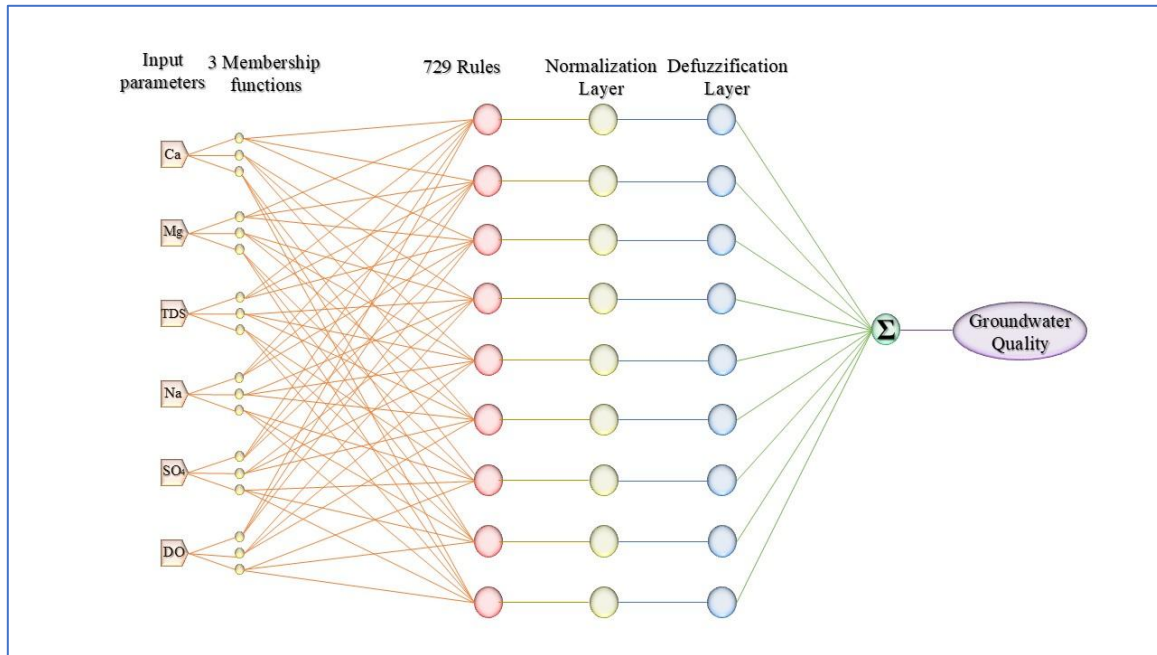 Input
parameters
3 Membership
functions
729 Rules
Normalization
Layer
Defuzzification
Layer
Ca
Mg
TDS
Na
SO₄
DO
Σ
Groundwater
Quality